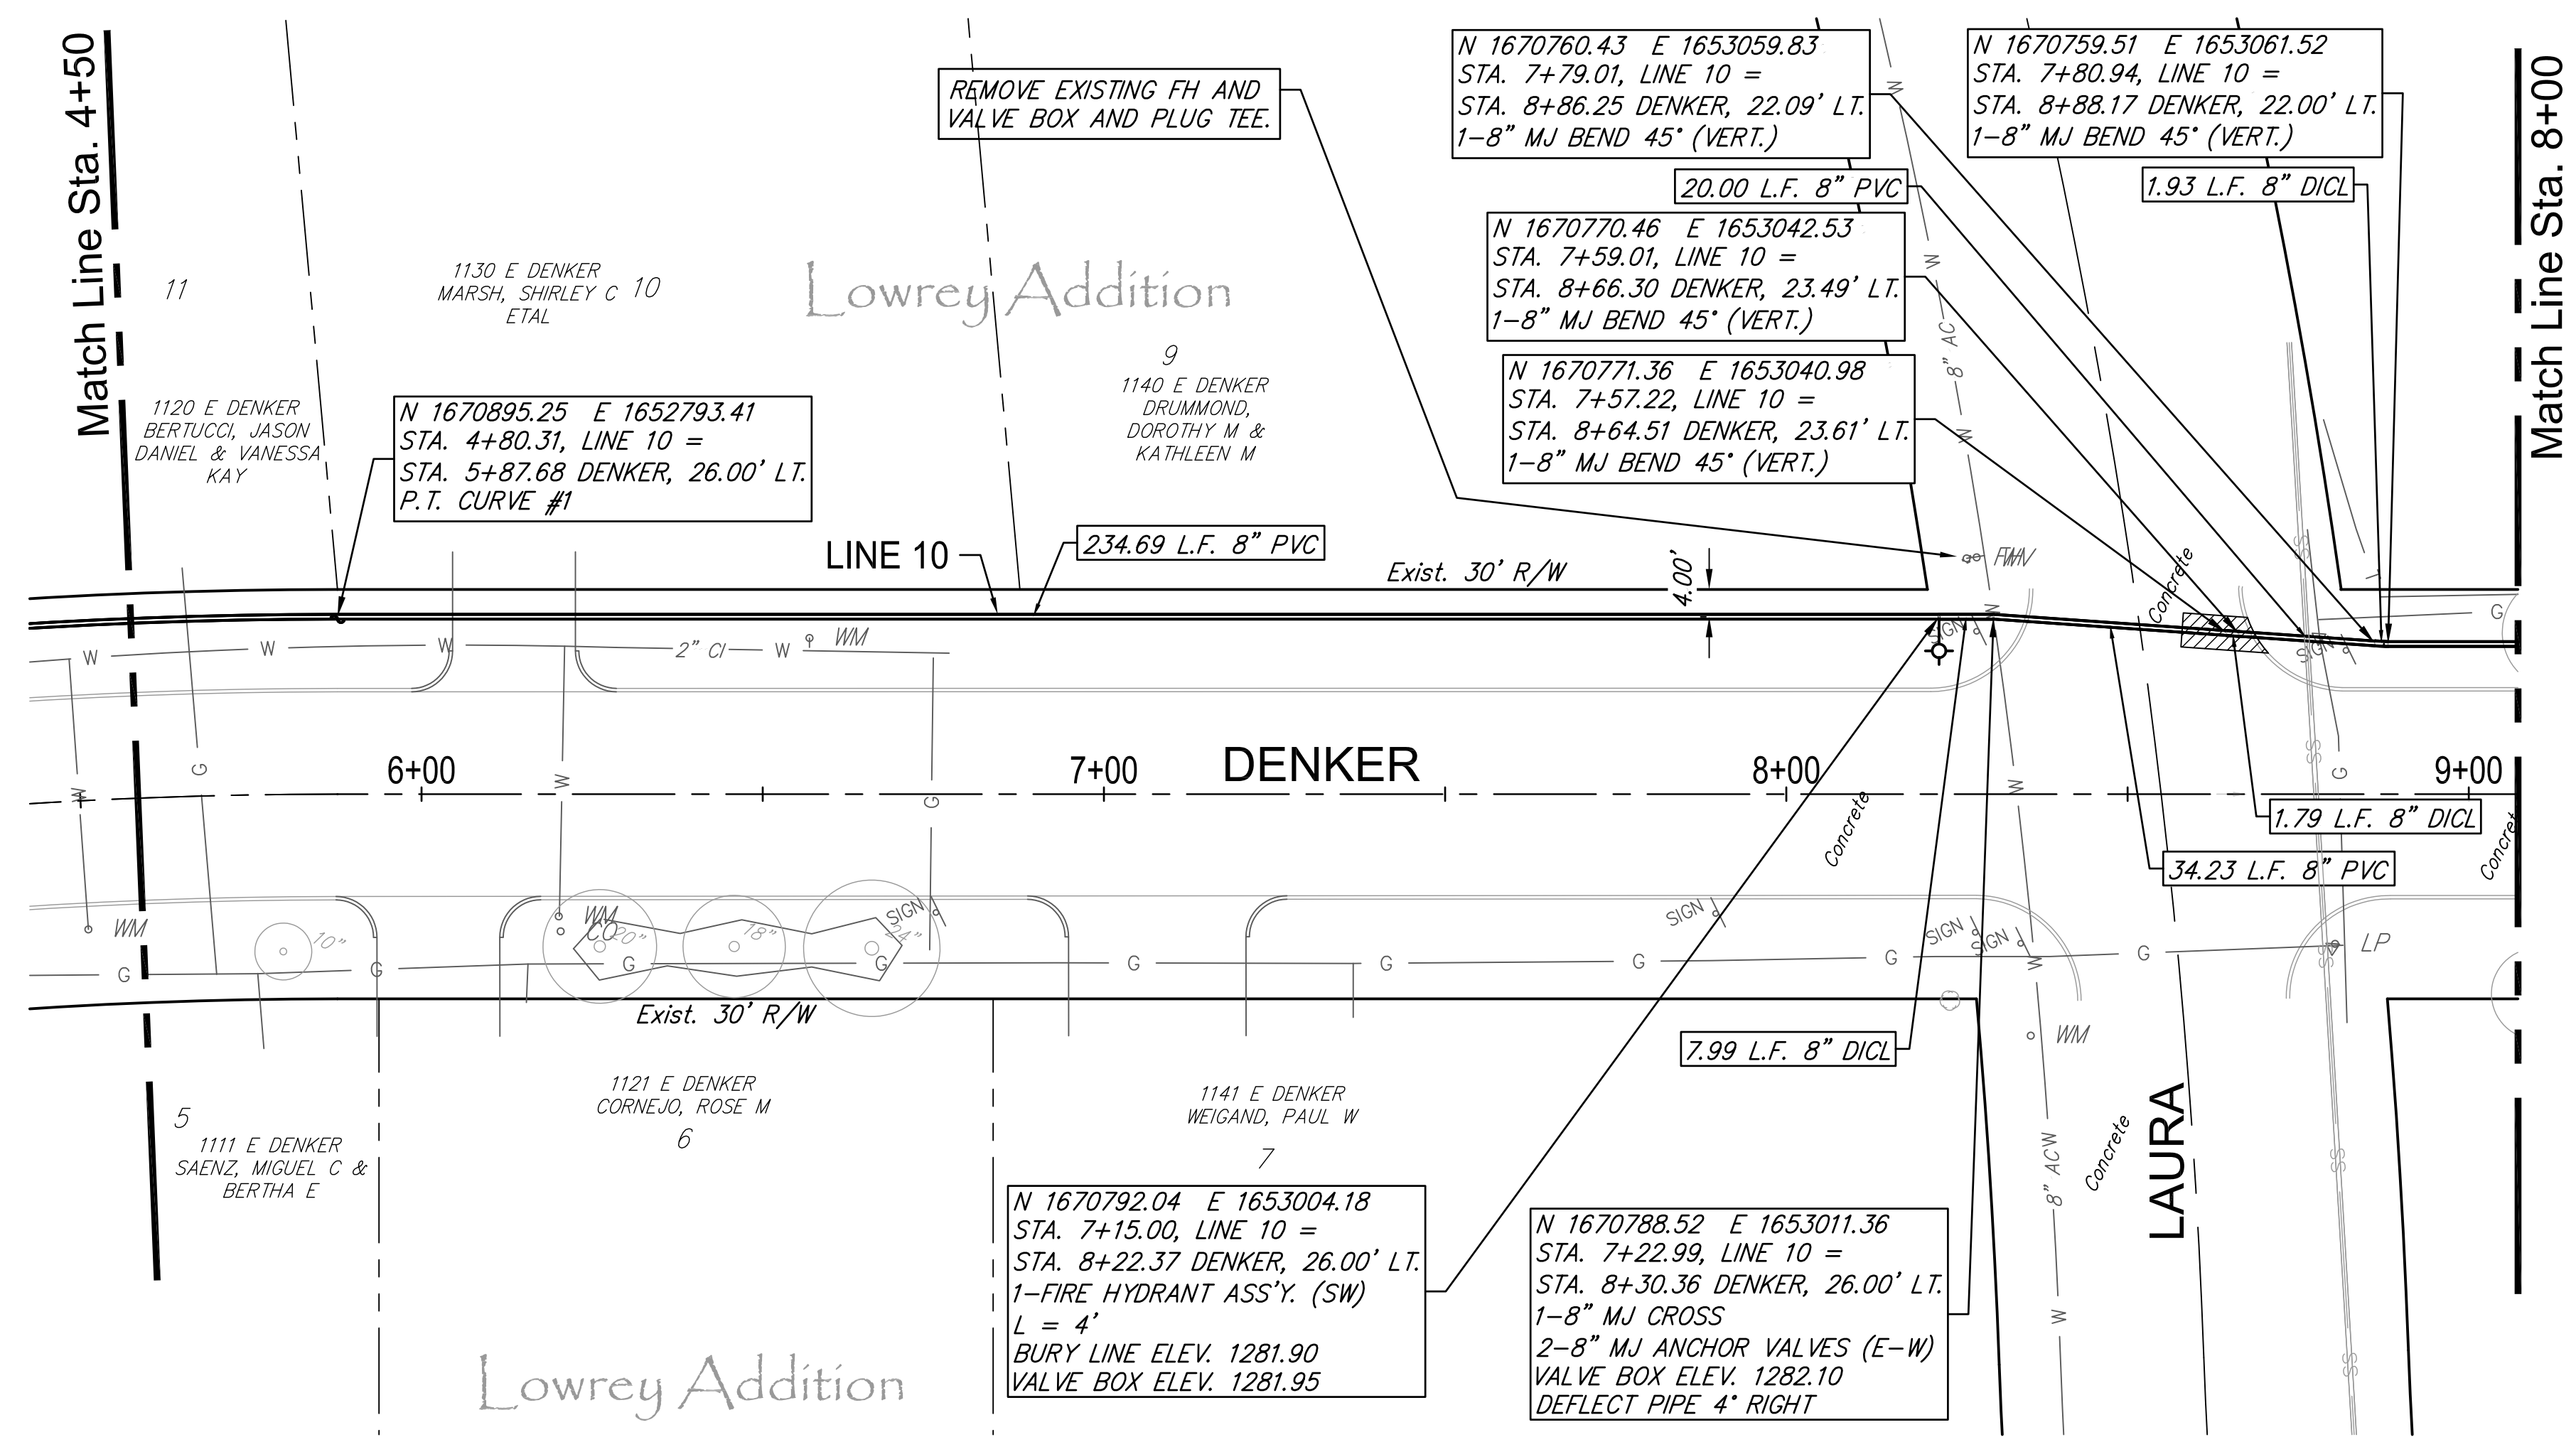 Match Line Sta. 4+50
Match Line Sta. 8+00
REMOVE EXISTING FH AND
VALVE BOX AND PLUG TEE.
N 1670760.43 E 1653059.83
STA. 7+79.01, LINE 10 =
STA. 8+86.25 DENKER, 22.09' LT.
1-8" MJ BEND 45° (VERT.)
N 1670759.51 E 1653061.52
STA. 7+80.94, LINE 10 =
STA. 8+88.17 DENKER, 22.00' LT.
1-8" MJ BEND 45° (VERT.)
20.00 L.F. 8" PVC
1.93 L.F. 8" DICL
N 1670770.46 E 1653042.53
STA. 7+59.01, LINE 10 =
STA. 8+66.30 DENKER, 23.49' LT.
1-8" MJ BEND 45° (VERT.)
N 1670771.36 E 1653040.98
STA. 7+57.22, LINE 10 =
STA. 8+64.51 DENKER, 23.61' LT.
1-8" MJ BEND 45° (VERT.)
11
1130 E DENKER
MARSH, SHIRLEY C 10
ETAL
Lowrey Addition
9
1140 E DENKER
DRUMMOND,
DOROTHY M &
KATHLEEN M
1120 E DENKER
BERTUCCI, JASON
DANIEL & VANESSA
KAY
N 1670895.25 E 1652793.41
STA. 4+80.31, LINE 10 =
STA. 5+87.68 DENKER, 26.00' LT.
P.T. CURVE #1
LINE 10
234.69 L.F. 8" PVC
Exist. 30' R/W
4.00'
W
W
8" AC
W
W
Concrete
SS
G
W
W
W
2" CI
W
WM
SIGN
SIGN
6+00
7+00
DENKER
8+00
9+00
G
W
W
G
W
SS
G
Concrete
Concret
1.79 L.F. 8" DICL
34.23 L.F. 8" PVC
WM
10"
WM
CO
20"
18"
24"
SIGN
SIGN
SIGN
SIGN
W
SS
LP
G
G
G
G
G
G
G
G
G
Exist. 30' R/W
7.99 L.F. 8" DICL
WM
5
1111 E DENKER
SAENZ, MIGUEL C &
BERTHA E
1121 E DENKER
CORNEJO, ROSE M
6
1141 E DENKER
WEIGAND, PAUL W
7
8" ACW
Concrete
LAURA
SS
W
SS
N 1670792.04 E 1653004.18
STA. 7+15.00, LINE 10 =
STA. 8+22.37 DENKER, 26.00' LT.
1-FIRE HYDRANT ASS'Y. (SW)
L = 4'
BURY LINE ELEV. 1281.90
VALVE BOX ELEV. 1281.95
N 1670788.52 E 1653011.36
STA. 7+22.99, LINE 10 =
STA. 8+30.36 DENKER, 26.00' LT.
1-8" MJ CROSS
2-8" MJ ANCHOR VALVES (E-W)
VALVE BOX ELEV. 1282.10
DEFLECT PIPE 4° RIGHT
Lowrey Addition